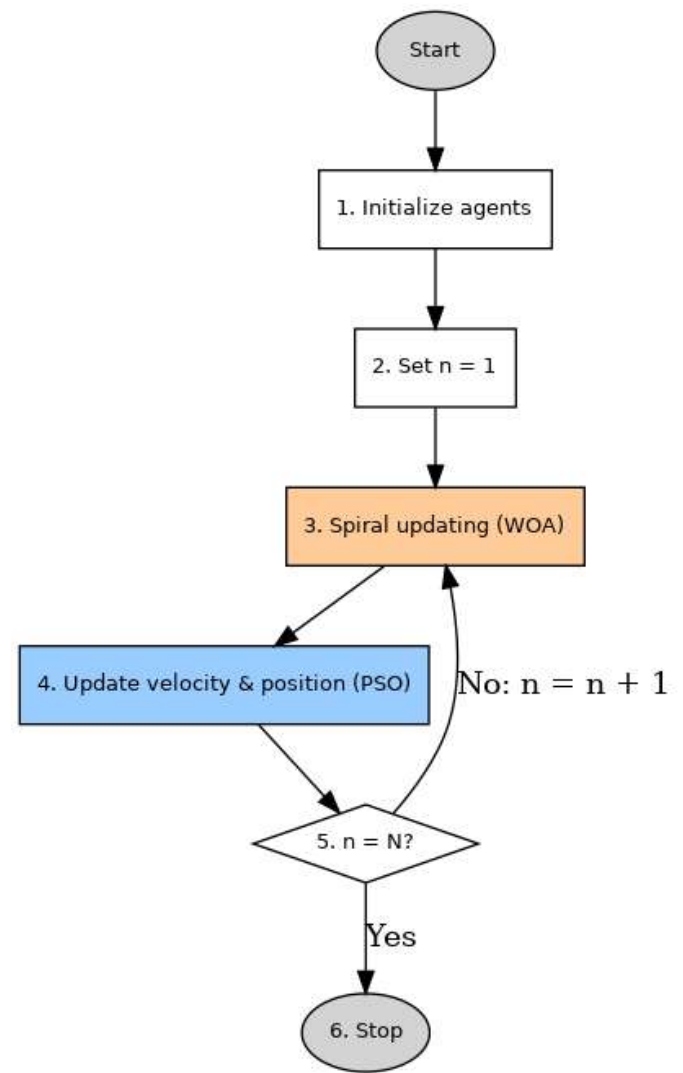 Start
1. Initialize agents
2. Set n = 1
3. Spiral updating (WOA)
4. Update velocity & position (PSO)
No: n = n + 1
5. n = N?
Yes
6. Stop